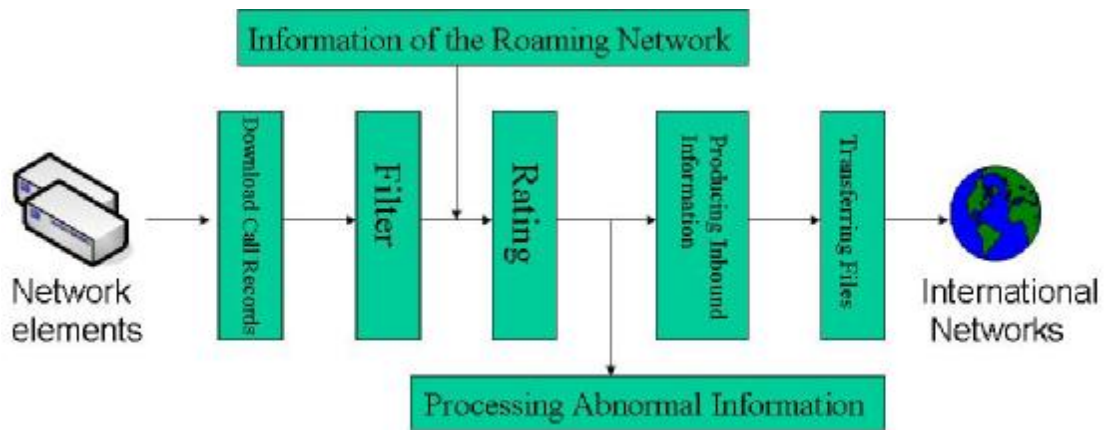 Information of the Roaming Network
Download Call Records
Filter
Rating
Producing Inbound
Information
Transferring Files
Network
elements
International
Networks
Processing Abnormal Information